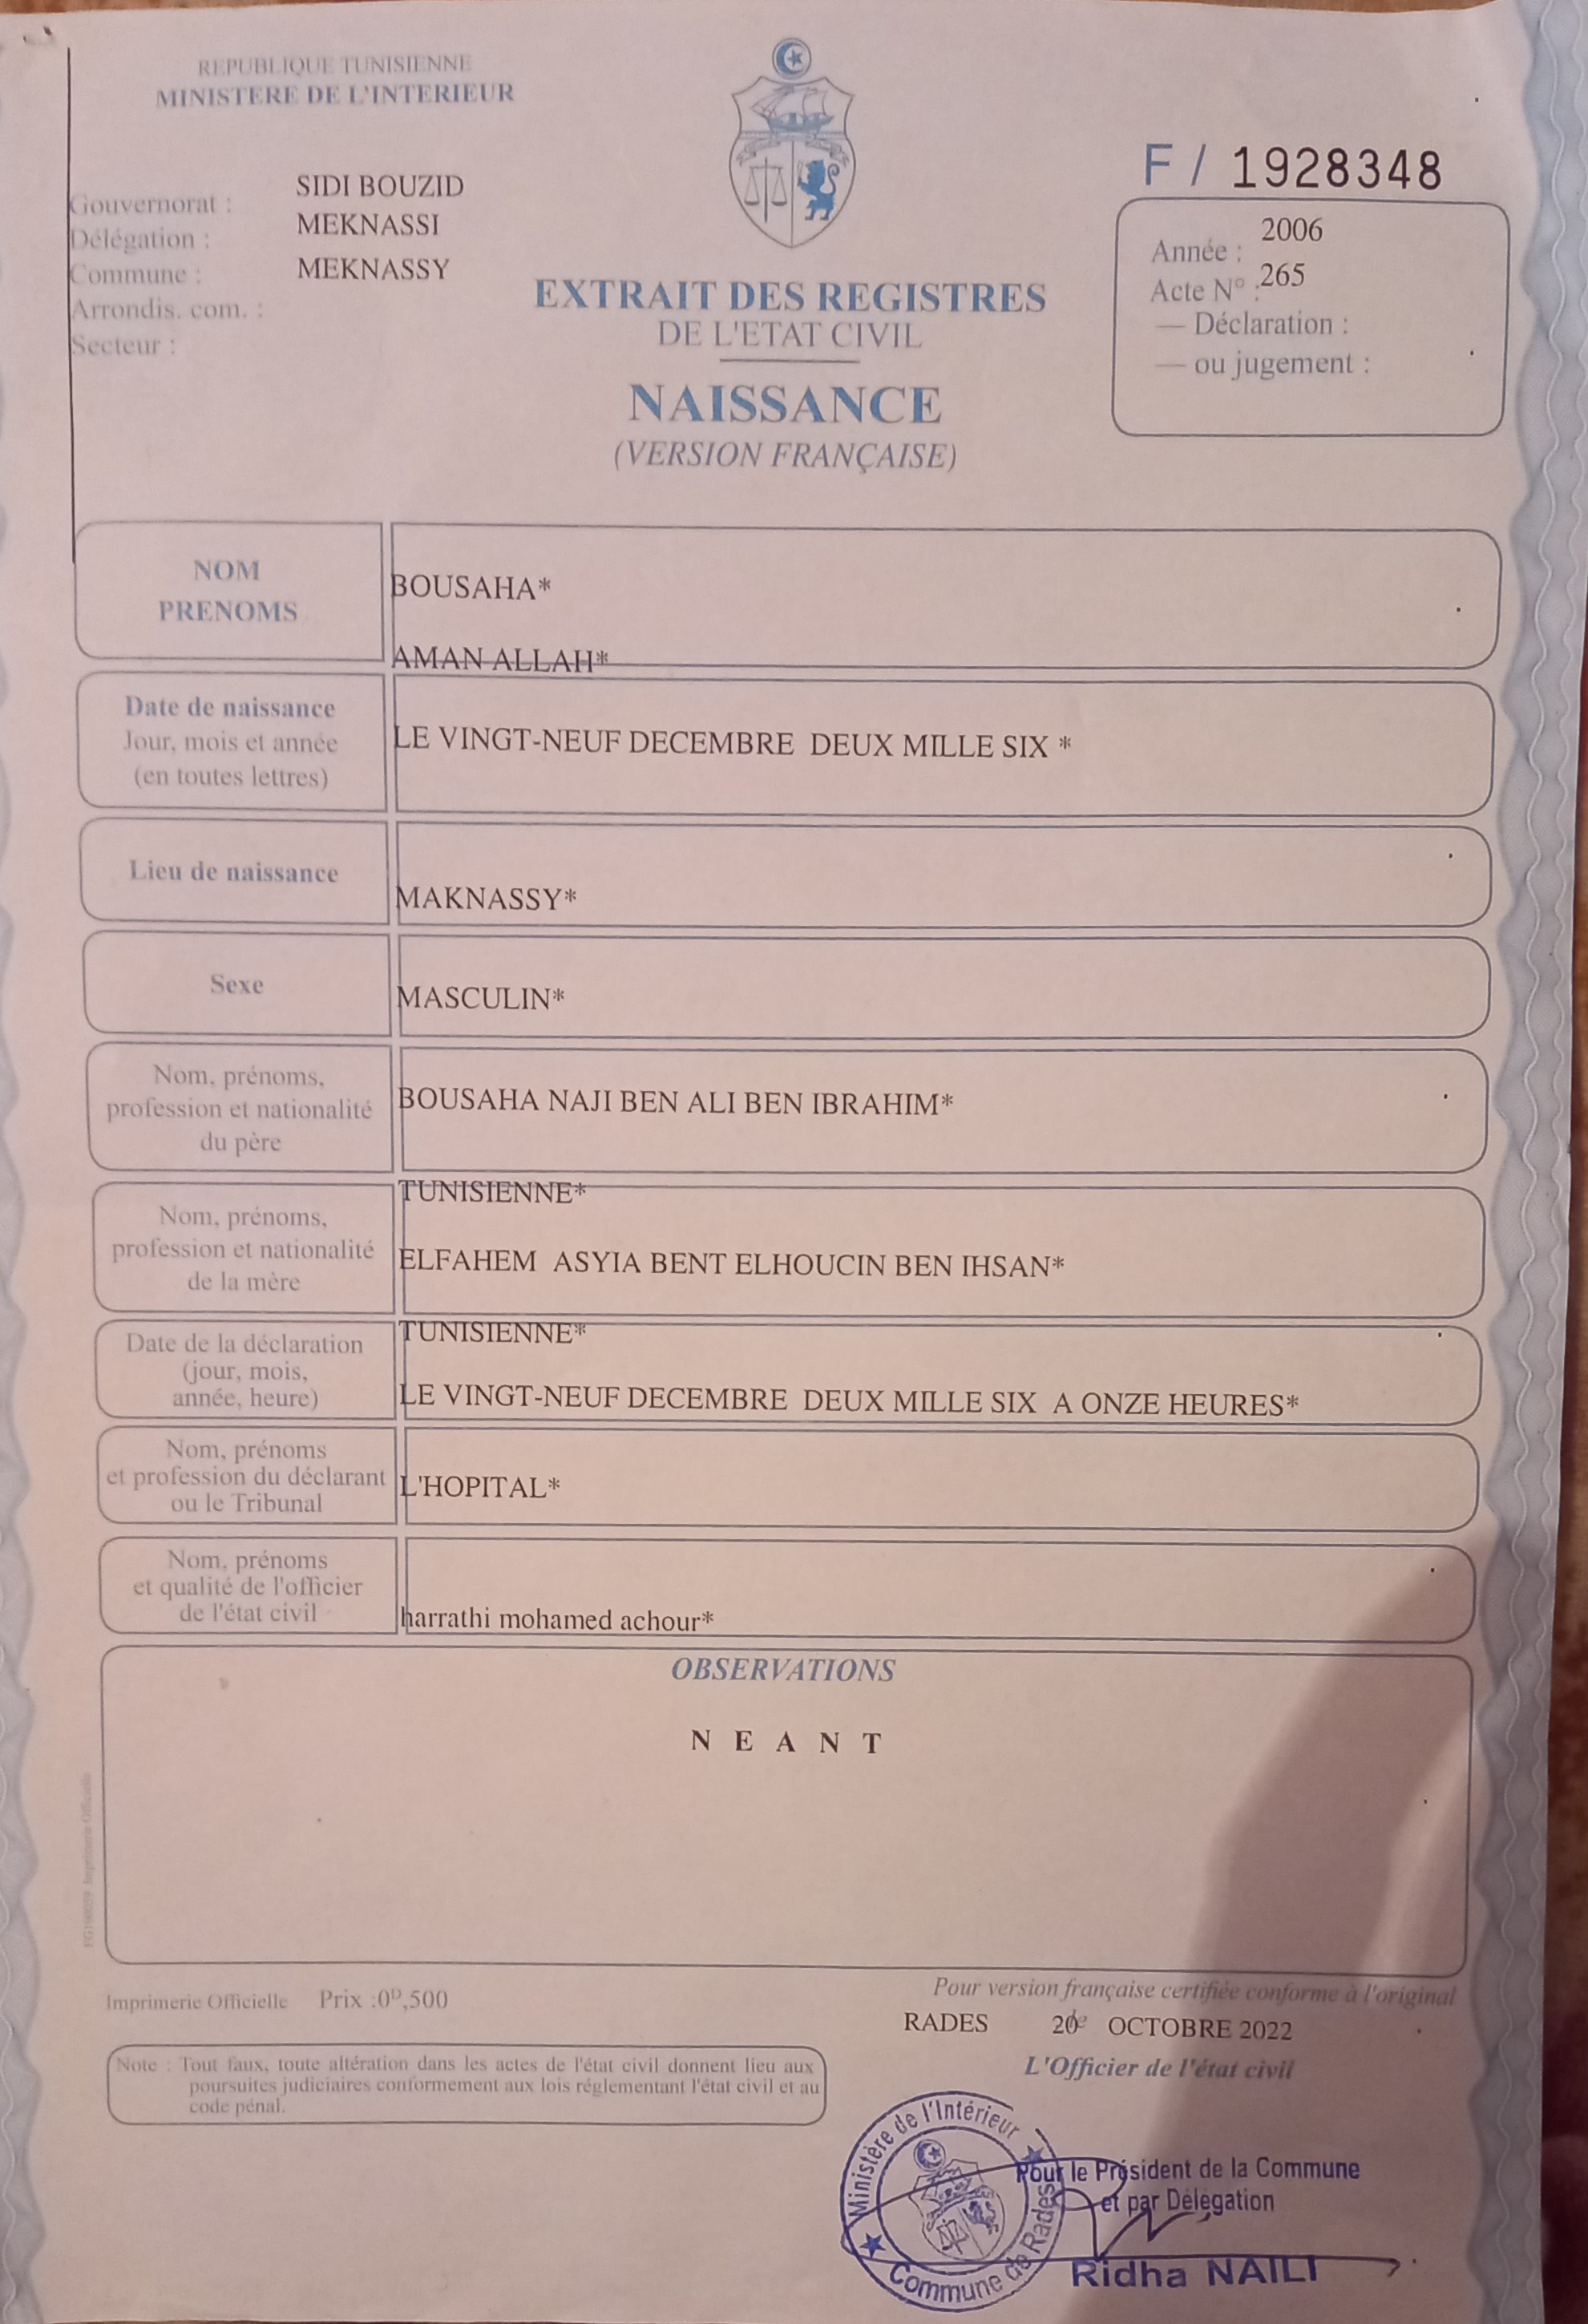 REPUBLIQUE TUNISIENNE
MINISTERE DE L'INTERIEUR
F / 1928348
Gouvernorat : SIDI BOUZID
Délégation : MEKNASSI
Commune : MEKNASSY
Arrondis. com. :
Secteur :
Année : 2006
Acte N° : 265
— Déclaration :
— ou jugement :
EXTRAIT DES REGISTRES
DE L'ETAT CIVIL
NAISSANCE
(VERSION FRANÇAISE)
NOM
PRENOMS
BOUSAHA*
AMAN ALLAH*
Date de naissance
Jour, mois et année
(en toutes lettres)
LE VINGT-NEUF DECEMBRE DEUX MILLE SIX *
Lieu de naissance
MAKNASSY*
Sexe
MASCULIN*
Nom, prénoms,
profession et nationalité
du père
BOUSAHA NAJI BEN ALI BEN IBRAHIM*
TUNISIENNE*
Nom, prénoms,
profession et nationalité
de la mère
ELFAHEM ASYIA BENT ELHOUCIN BEN IHSAN*
TUNISIENNE*
Date de la déclaration
(jour, mois,
année, heure)
LE VINGT-NEUF DECEMBRE DEUX MILLE SIX A ONZE HEURES*
Nom, prénoms
et profession du déclarant
ou le Tribunal
L'HOPITAL*
Nom, prénoms
et qualité de l'officier
de l'état civil
harrathi mohamed achour*
OBSERVATIONS
N E A N T
Imprimerie Officielle Prix :0ᴰ,500
Pour version française certifiée conforme à l'original
RADES 20 le OCTOBRE 2022
L'Officier de l'état civil
Note : Tout faux, toute altération dans les actes de l'état civil donnent lieu aux
poursuites judiciaires conformement aux lois réglementant l'état civil et au
code pénal.
Ministère de l'Intérieur
Commune de Rades
Pour le Président de la Commune
et par Délégation
Ridha NAILI